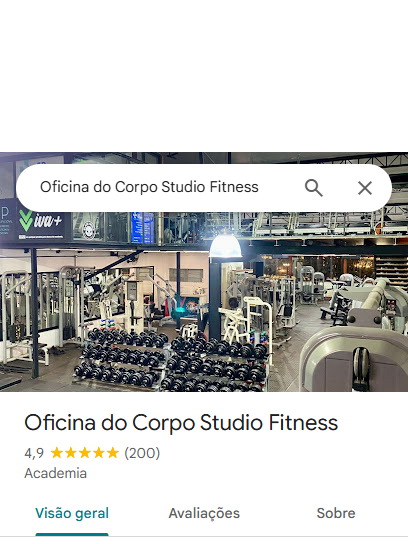 Oficina do Corpo Studio Fitness
P
Viva+
Oficina do Corpo Studio Fitness
4,9 (200)
Academia
Visão geral Avaliações Sobre